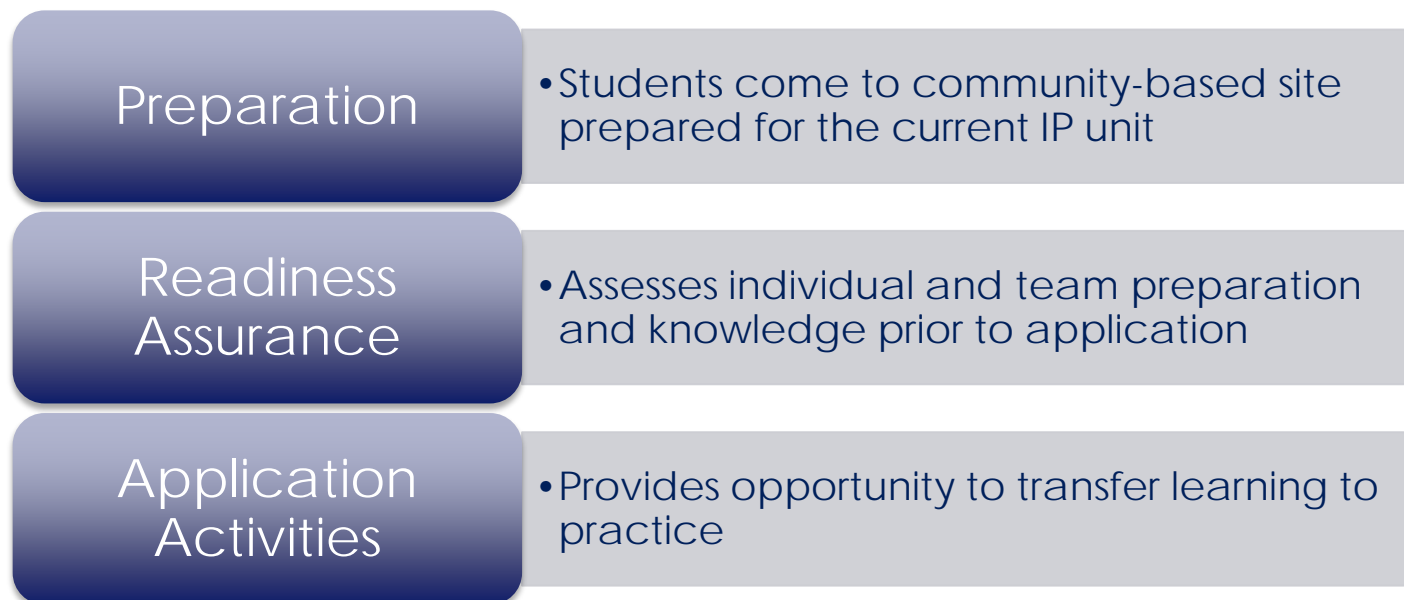 Preparation
•Students come to community-based site
prepared for the current IP unit
Readiness
Assurance
•Assesses individual and team preparation
and knowledge prior to application
Application
Activities
•Provides opportunity to transfer learning to
practice